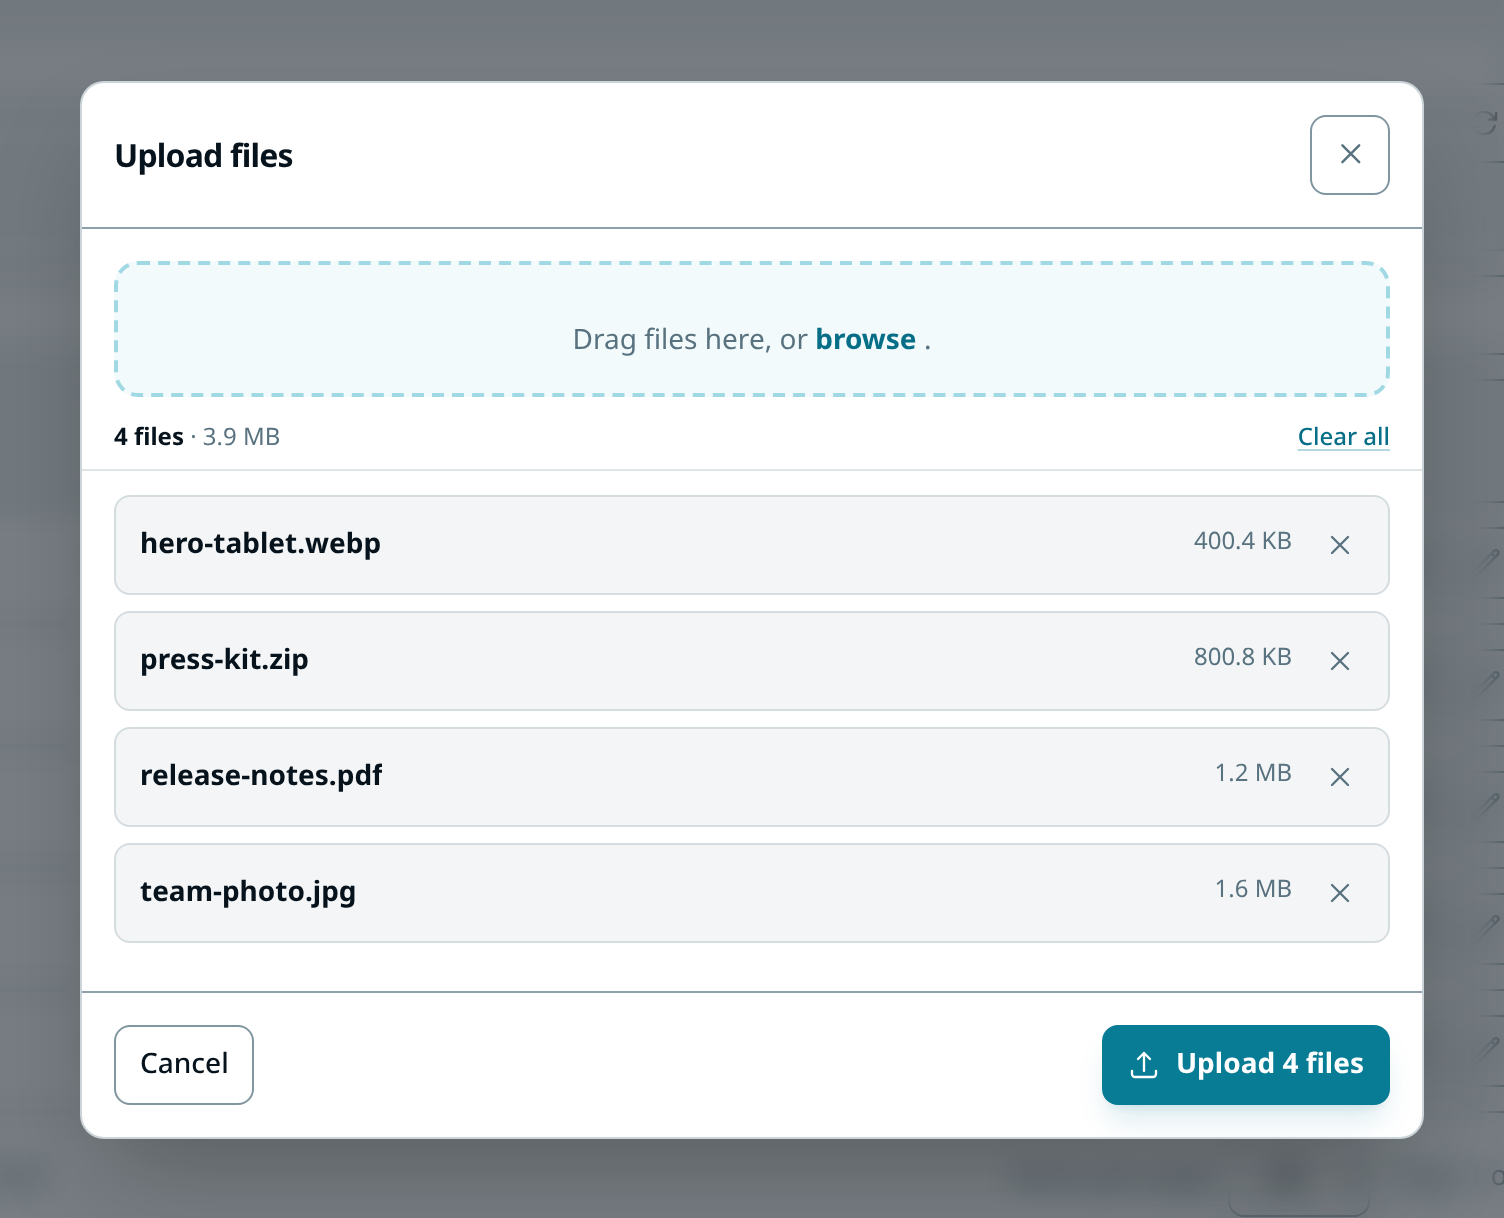 Upload files
Drag files here, or browse .
4 files · 3.9 MB
Clear all
hero-tablet.webp
400.4 KB
press-kit.zip
800.8 KB
release-notes.pdf
1.2 MB
team-photo.jpg
1.6 MB
Cancel
Upload 4 files